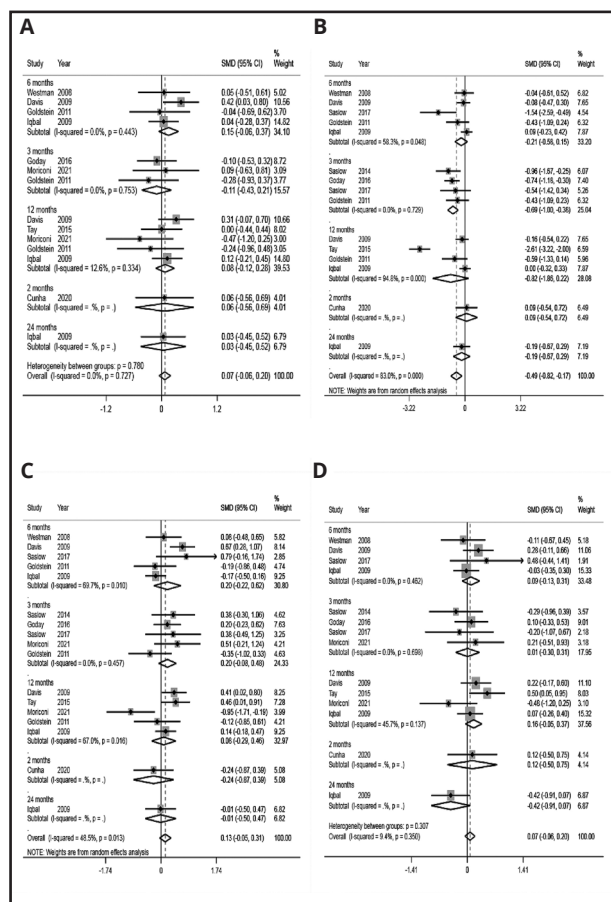 A
%
Study Year SMD (95% CI) Weight
6 months
Westman 2008 0.05 (-0.51, 0.61) 5.02
Davis 2009 0.42 (0.03, 0.80) 10.56
Goldstein 2011 -0.04 (-0.69, 0.62) 3.70
Iqbal 2009 0.04 (-0.28, 0.37) 14.82
Subtotal (I-squared = 0.0%, p = 0.443) 0.15 (-0.06, 0.37) 34.10
3 months
Goday 2016 -0.10 (-0.53, 0.32) 8.72
Moriconi 2021 0.09 (-0.63, 0.81) 3.09
Goldstein 2011 -0.28 (-0.93, 0.37) 3.77
Subtotal (I-squared = 0.0%, p = 0.753) -0.11 (-0.43, 0.21) 15.57
12 months
Davis 2009 0.31 (-0.07, 0.70) 10.66
Tay 2015 0.00 (-0.44, 0.44) 8.02
Moriconi 2021 -0.47 (-1.20, 0.25) 3.00
Goldstein 2011 -0.24 (-0.96, 0.48) 3.05
Iqbal 2009 0.12 (-0.21, 0.45) 14.80
Subtotal (I-squared = 12.6%, p = 0.334) 0.08 (-0.12, 0.28) 39.53
2 months
Cunha 2020 0.06 (-0.56, 0.69) 4.01
Subtotal (I-squared = .%, p = .) 0.06 (-0.56, 0.69) 4.01
24 months
Iqbal 2009 0.03 (-0.45, 0.52) 6.79
Subtotal (I-squared = .%, p = .) 0.03 (-0.45, 0.52) 6.79
Heterogeneity between groups: p = 0.780
Overall (I-squared = 0.0%, p = 0.727) 0.07 (-0.06, 0.20) 100.00
-1.2 0 1.2
B
%
Study Year SMD (95% CI) Weight
6 months
Westman 2008 -0.04 (-0.61, 0.52) 6.82
Davis 2009 -0.08 (-0.47, 0.30) 7.65
Saslow 2017 -1.54 (-2.59, -0.49) 4.54
Goldstein 2011 -0.43 (-1.09, 0.24) 6.32
Iqbal 2009 0.09 (-0.23, 0.42) 7.87
Subtotal (I-squared = 58.3%, p = 0.048) -0.21 (-0.56, 0.15) 33.20
3 months
Saslow 2014 -0.96 (-1.67, -0.25) 6.07
Goday 2016 -0.74 (-1.18, -0.30) 7.40
Saslow 2017 -0.54 (-1.42, 0.34) 5.26
Goldstein 2011 -0.43 (-1.09, 0.23) 6.32
Subtotal (I-squared = 0.0%, p = 0.729) -0.69 (-1.00, -0.38) 25.04
12 months
Davis 2009 -0.16 (-0.54, 0.22) 7.65
Tay 2015 -2.61 (-3.22, -2.00) 6.59
Goldstein 2011 -0.59 (-1.33, 0.14) 5.96
Iqbal 2009 0.00 (-0.32, 0.33) 7.87
Subtotal (I-squared = 94.8%, p = 0.000) -0.82 (-1.86, 0.22) 28.08
2 months
Cunha 2020 0.09 (-0.54, 0.72) 6.49
Subtotal (I-squared = .%, p = .) 0.09 (-0.54, 0.72) 6.49
24 months
Iqbal 2009 -0.19 (-0.67, 0.29) 7.19
Subtotal (I-squared = .%, p = .) -0.19 (-0.67, 0.29) 7.19
Overall (I-squared = 83.0%, p = 0.000) -0.49 (-0.82, -0.17) 100.00
NOTE: Weights are from random effects analysis
-3.22 0 3.22
C
%
Study Year SMD (95% CI) Weight
6 months
Westman 2008 0.08 (-0.48, 0.65) 5.82
Davis 2009 0.67 (0.28, 1.07) 8.14
Saslow 2017 0.79 (-0.16, 1.74) 2.85
Goldstein 2011 -0.19 (-0.86, 0.48) 4.74
Iqbal 2009 -0.17 (-0.50, 0.16) 9.25
Subtotal (I-squared = 69.7%, p = 0.010) 0.20 (-0.22, 0.62) 30.80
3 months
Saslow 2014 0.38 (-0.30, 1.06) 4.62
Goday 2016 0.20 (-0.23, 0.62) 7.63
Saslow 2017 0.38 (-0.49, 1.25) 3.25
Moriconi 2021 0.51 (-0.21, 1.24) 4.21
Goldstein 2011 -0.35 (-1.02, 0.33) 4.63
Subtotal (I-squared = 0.0%, p = 0.457) 0.20 (-0.08, 0.48) 24.33
12 months
Davis 2009 0.41 (0.02, 0.80) 8.25
Tay 2015 0.46 (0.01, 0.91) 7.28
Moriconi 2021 -0.95 (-1.71, -0.19) 3.99
Goldstein 2011 -0.12 (-0.85, 0.61) 4.21
Iqbal 2009 0.14 (-0.18, 0.47) 9.25
Subtotal (I-squared = 67.0%, p = 0.016) 0.06 (-0.29, 0.46) 32.97
2 months
Cunha 2020 -0.24 (-0.87, 0.39) 5.08
Subtotal (I-squared = .%, p = .) -0.24 (-0.87, 0.39) 5.08
24 months
Iqbal 2009 -0.01 (-0.50, 0.47) 6.82
Subtotal (I-squared = .%, p = .) -0.01 (-0.50, 0.47) 6.82
Overall (I-squared = 48.5%, p = 0.013) 0.13 (-0.05, 0.31) 100.00
NOTE: Weights are from random effects analysis
-1.74 0 1.74
D
%
Study Year SMD (95% CI) Weight
6 months
Westman 2008 -0.11 (-0.67, 0.45) 5.18
Davis 2009 0.28 (-0.11, 0.66) 11.06
Saslow 2017 0.48 (-0.44, 1.41) 1.91
Iqbal 2009 -0.03 (-0.35, 0.30) 15.33
Subtotal (I-squared = 0.0%, p = 0.462) 0.09 (-0.13, 0.31) 33.48
3 months
Saslow 2014 -0.29 (-0.96, 0.39) 3.57
Goday 2016 0.10 (-0.33, 0.53) 9.01
Saslow 2017 -0.20 (-1.07, 0.67) 2.18
Moriconi 2021 0.21 (-0.51, 0.93) 3.18
Subtotal (I-squared = 0.0%, p = 0.698) 0.01 (-0.30, 0.31) 17.95
12 months
Davis 2009 0.22 (-0.17, 0.60) 11.10
Tay 2015 0.50 (0.05, 0.95) 8.03
Moriconi 2021 -0.48 (-1.20, 0.25) 3.10
Iqbal 2009 0.07 (-0.26, 0.40) 15.32
Subtotal (I-squared = 45.7%, p = 0.137) 0.16 (-0.05, 0.37) 37.56
2 months
Cunha 2020 0.12 (-0.50, 0.75) 4.14
Subtotal (I-squared = .%, p = .) 0.12 (-0.50, 0.75) 4.14
24 months
Iqbal 2009 -0.42 (-0.91, 0.07) 6.87
Subtotal (I-squared = .%, p = .) -0.42 (-0.91, 0.07) 6.87
Heterogeneity between groups: p = 0.307
Overall (I-squared = 9.4%, p = 0.350) 0.07 (-0.06, 0.20) 100.00
-1.41 0 1.41